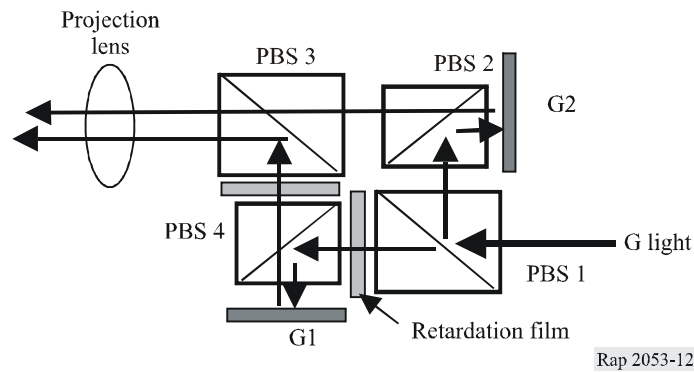 Projection
lens
PBS 3
PBS 2
G2
PBS 4
G light
PBS 1
G1
Retardation film
Rap 2053-12